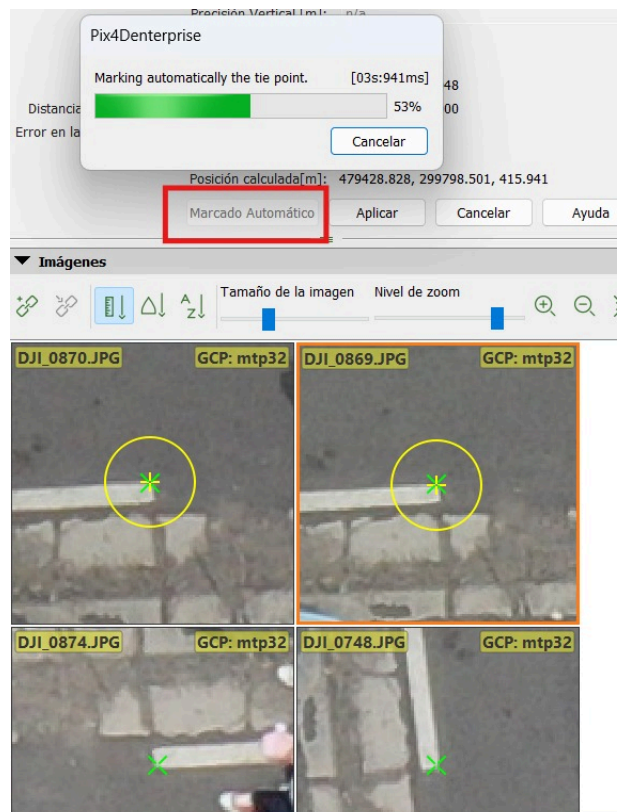 Precisión Vertical [m]: n/a
Pix4Denterprise
Marking automatically the tie point. [03s:941ms]
53%
Cancelar
48
Distancia
00
Error en la
Posición calculada[m]: 479428.828, 299798.501, 415.941
Marcado Automático Aplicar Cancelar Ayuda
Imágenes
Tamaño de la imagen Nivel de zoom
A
Z
DJI_0870.JPG GCP: mtp32 DJI_0869.JPG GCP: mtp32
DJI_0874.JPG GCP: mtp32 DJI_0748.JPG GCP: mtp32